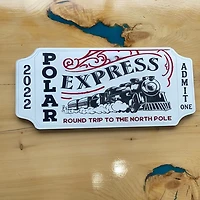 2022
POLAR
EXPRESS
ROUND TRIP TO THE NORTH POLE
ADMIT
ONE